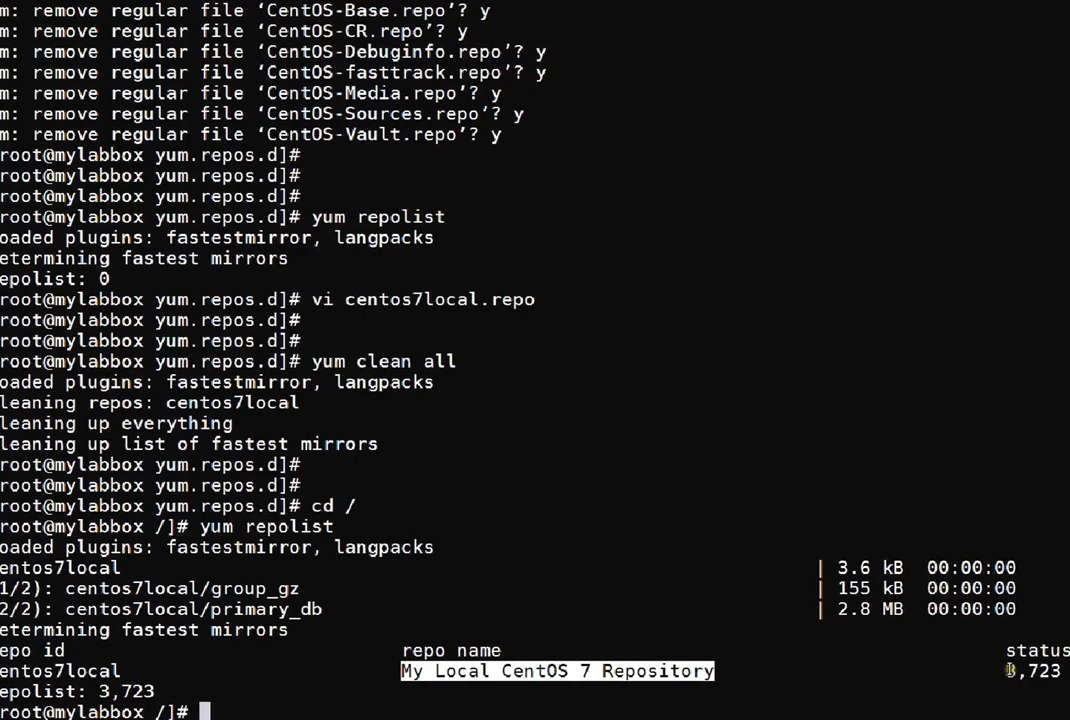 m: remove regular file ‘CentOS-Base.repo’? y
m: remove regular file ‘CentOS-CR.repo’? y
m: remove regular file ‘CentOS-Debuginfo.repo’? y
m: remove regular file ‘CentOS-fasttrack.repo’? y
m: remove regular file ‘CentOS-Media.repo’? y
m: remove regular file ‘CentOS-Sources.repo’? y
m: remove regular file ‘CentOS-Vault.repo’? y
root@mylabbox yum.repos.d]#
root@mylabbox yum.repos.d]#
root@mylabbox yum.repos.d]#
root@mylabbox yum.repos.d]# yum repolist
oaded plugins: fastestmirror, langpacks
etermining fastest mirrors
epolist: 0
root@mylabbox yum.repos.d]# vi centos7local.repo
root@mylabbox yum.repos.d]#
root@mylabbox yum.repos.d]#
root@mylabbox yum.repos.d]# yum clean all
oaded plugins: fastestmirror, langpacks
leaning repos: centos7local
leaning up everything
leaning up list of fastest mirrors
root@mylabbox yum.repos.d]#
root@mylabbox yum.repos.d]#
root@mylabbox yum.repos.d]# cd /
root@mylabbox /]# yum repolist
oaded plugins: fastestmirror, langpacks
entos7local | 3.6 kB 00:00:00
1/2): centos7local/group_gz | 155 kB 00:00:00
2/2): centos7local/primary_db | 2.8 MB 00:00:00
etermining fastest mirrors
epo id repo name status
entos7local My Local CentOS 7 Repository 3,723
epolist: 3,723
root@mylabbox /]#